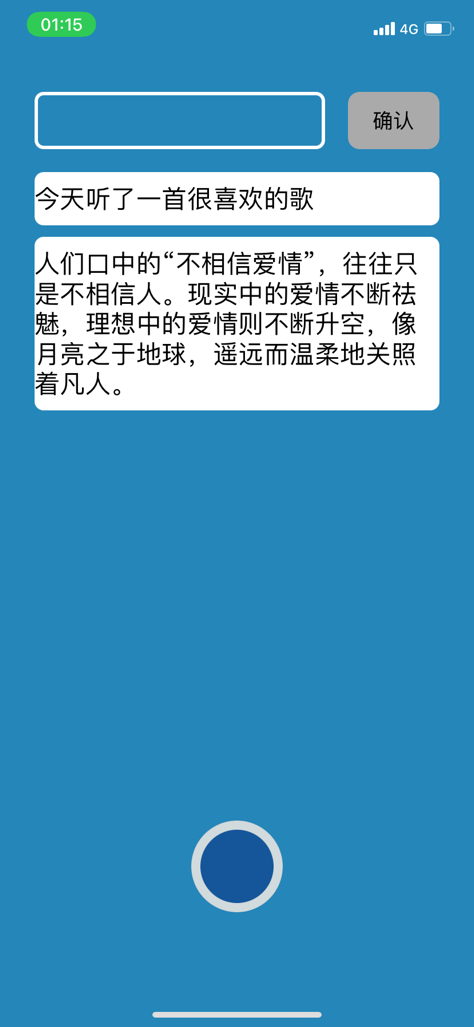 01:15
4G
确认
今天听了一首很喜欢的歌
人们口中的“不相信爱情”，往往只
是不相信人。现实中的爱情不断祛
魅，理想中的爱情则不断升空，像
月亮之于地球，遥远而温柔地关照
着凡人。